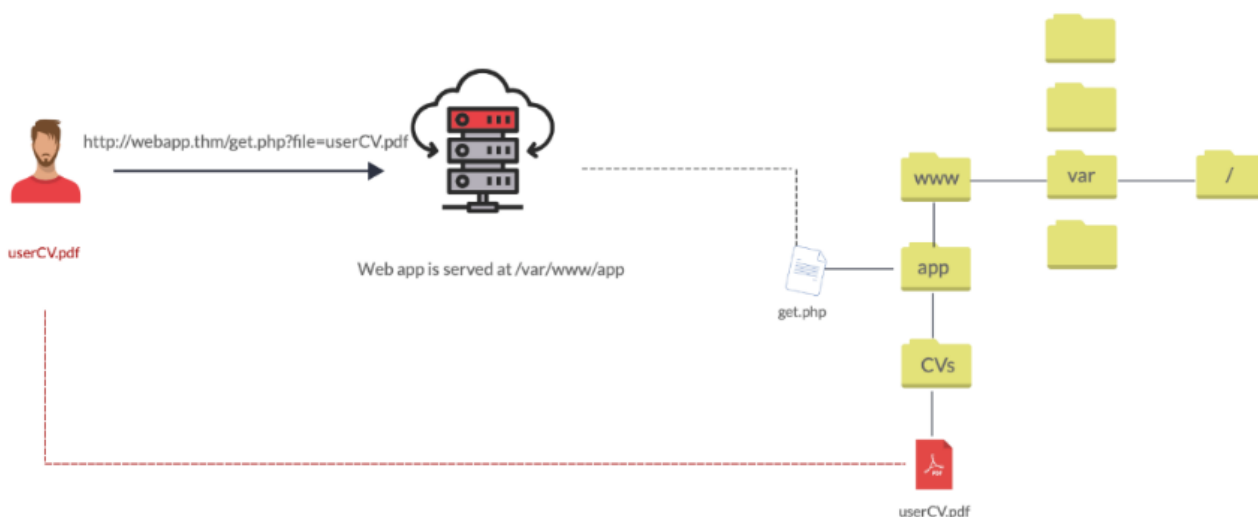 http://webapp.thm/get.php?file=userCV.pdf
www
var
/
userCV.pdf
Web app is served at /var/www/app
app
get.php
CVs
PDF
userCV.pdf